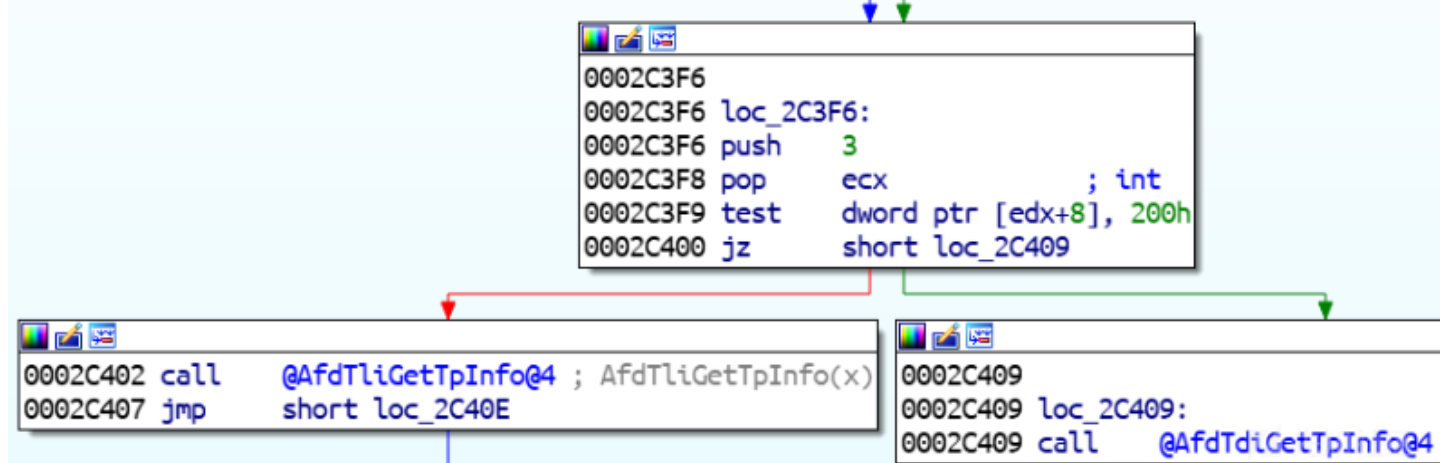 0002C3F6
0002C3F6 loc_2C3F6:
0002C3F6 push 3
0002C3F8 pop ecx ; int
0002C3F9 test dword ptr [edx+8], 200h
0002C400 jz short loc_2C409
0002C402 call @AfdTliGetTpInfo@4 ; AfdTliGetTpInfo(x)
0002C407 jmp short loc_2C40E
0002C409
0002C409 loc_2C409:
0002C409 call @AfdTdiGetTpInfo@4